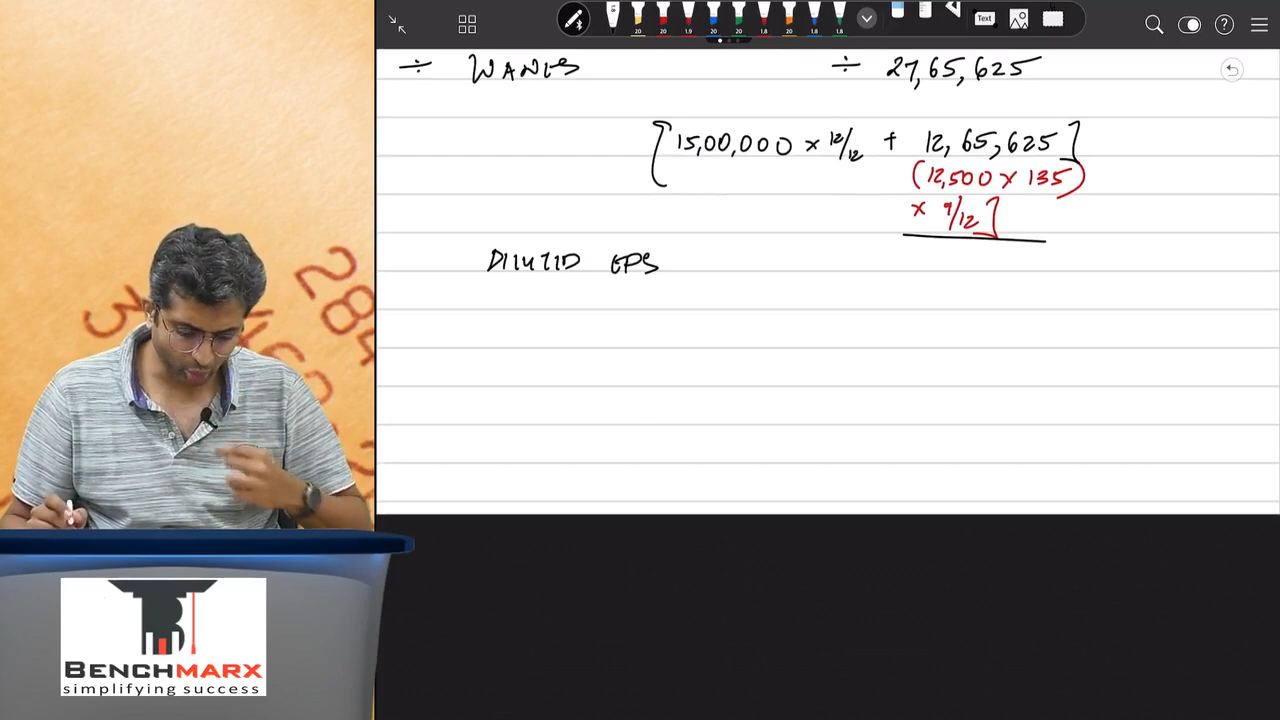 ÷ WANES ÷ 27,65,625
[15,00,000 × 12/12 + 12,65,625]
(12,500 × 135)
× 9/12]
DILUTED EPS
BENCHMARX
simplifying success